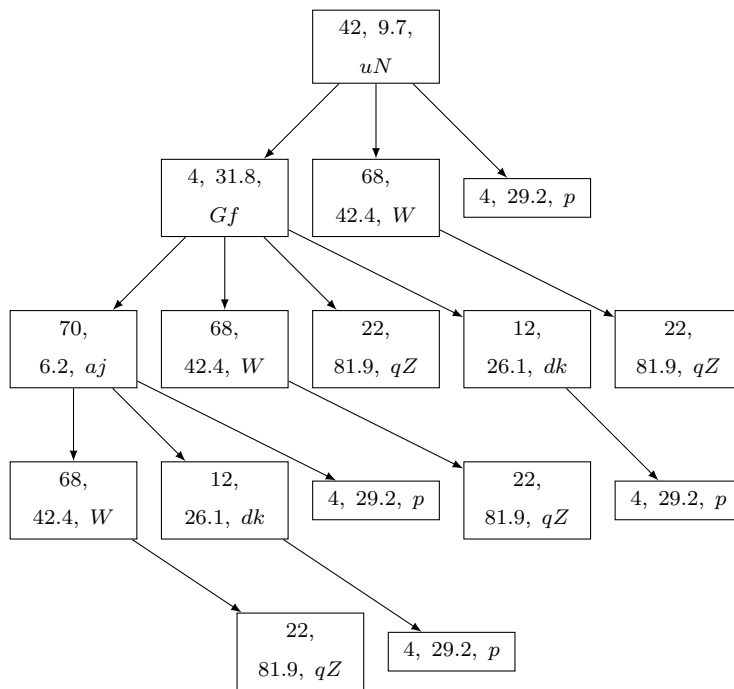 42, 9.7,
uN
4, 31.8,
Gf
68,
42.4, W
4, 29.2, p
70,
6.2, aj
68,
42.4, W
22,
81.9, qZ
12,
26.1, dk
22,
81.9, qZ
68,
42.4, W
12,
26.1, dk
4, 29.2, p
22,
81.9, qZ
4, 29.2, p
22,
81.9, qZ
4, 29.2, p